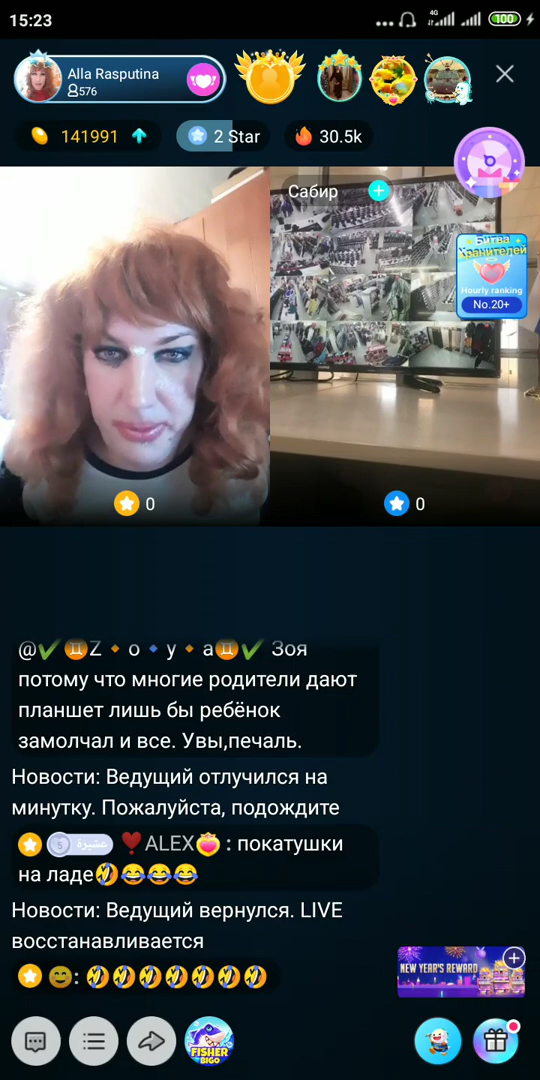 15:23
4G
100
Alla Rasputina
576
141991
2 Star
30.5k
Сабир
Битва
Хранителей
Hourly ranking
No.20+
0
0
@✔♊Z🔸o🔹y🔸a♊✔ Зоя
потому что многие родители дают
планшет лишь бы ребёнок
замолчал и все. Увы,печаль.
Новости: Ведущий отлучился на
минутку. Пожалуйста, подождите
5 عشيرة ❣️ALEX💝 : покатушки
на ладе🤣😂😂😂
Новости: Ведущий вернулся. LIVE
восстанавливается
😊: 🤣🤣🤣🤣🤣🤣🤣
NEW YEAR'S REWARD
FISHER
BIGO